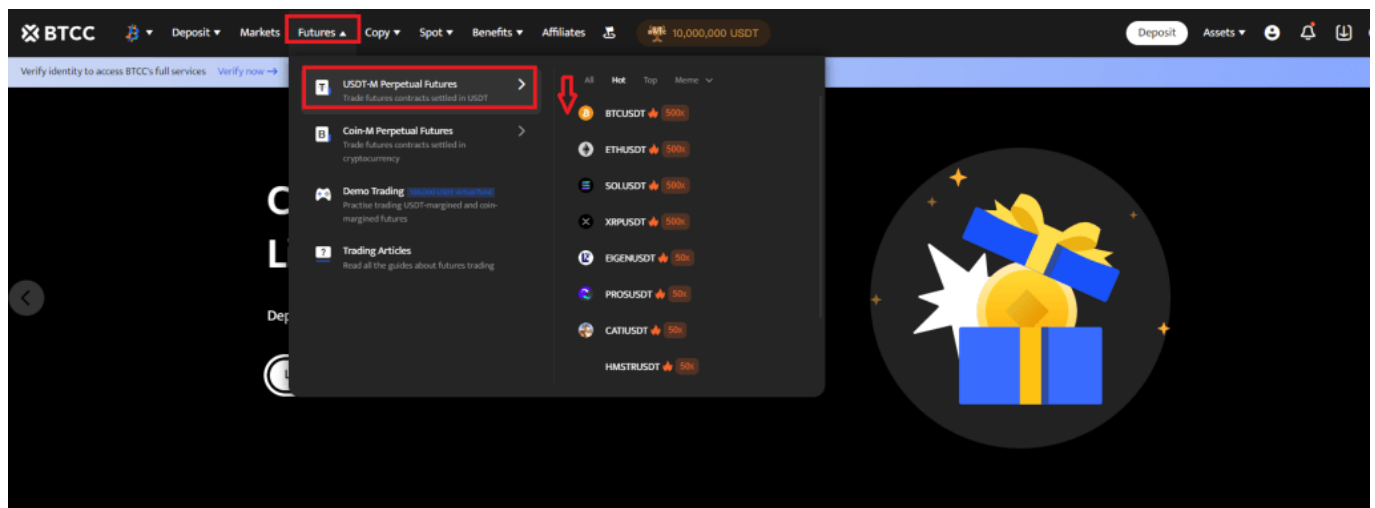 BTCC
Deposit
Markets
Futures
Copy
Spot
Benefits
Affiliates
10,000,000 USDT
Deposit
Assets
Verify identity to access BTCC's full services Verify now →
USDT-M Perpetual Futures
Trade futures contracts settled in USDT
Coin-M Perpetual Futures
Trade futures contracts settled in
cryptocurrency
Demo Trading
Practise trading USDT-margined and coin-
margined futures
Trading Articles
Read all the guides about futures trading
All Hot Top Meme
BTCUSDT 500x
ETHUSDT 500x
SOLUSDT 500x
XRPUSDT 500x
EIGENUSDT 50x
PROSUSDT 50x
CATIUSDT 50x
HMSTRUSDT 50x
C
Li
Dep